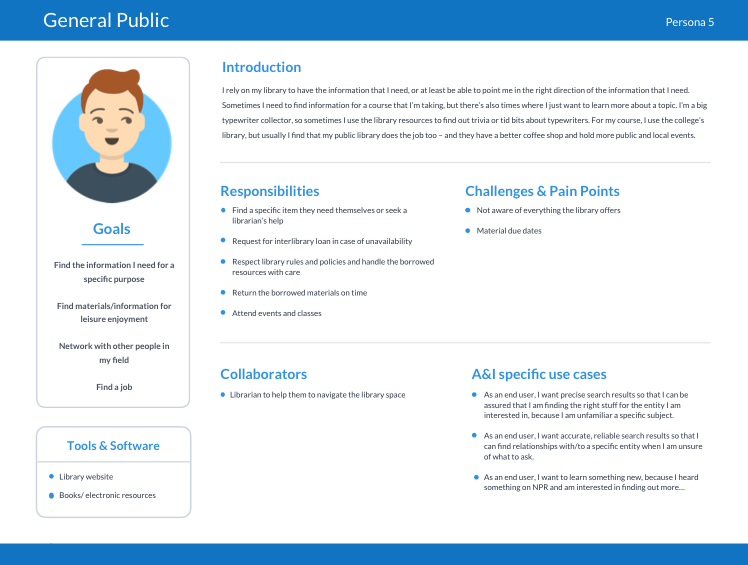 General Public
Persona 5
Goals
Find the information I need for a
specific purpose
Find materials/information for
leisure enjoyment
Network with other people in
my field
Find a job
Tools & Software
Library website
Books/ electronic resources
Introduction
I rely on my library to have the information that I need, or at least be able to point me in the right direction of the information that I need.
Sometimes I need to find information for a course that I'm taking, but there's also times where I just want to learn more about a topic. I'm a big
typewriter collector, so sometimes I use the library resources to find out trivia or tid bits about typewriters. For my course, I use the college's
library, but usually I find that my public library does the job too – and they have a better coffee shop and hold more public and local events.
Responsibilities
Find a specific item they need themselves or seek a
librarian's help
Request for interlibrary loan in case of unavailability
Respect library rules and policies and handle the borrowed
resources with care
Return the borrowed materials on time
Attend events and classes
Challenges & Pain Points
Not aware of everything the library offers
Material due dates
Collaborators
Librarian to help them to navigate the library space
A&I specific use cases
As an end user, I want precise search results so that I can be
assured that I am finding the right stuff for the entity I am
interested in, because I am unfamiliar a specific subject.
As an end user, I want accurate, reliable search results so that I
can find relationships with/to a specific entity when I am unsure
of what to ask.
As an end user, I want to learn something new, because I heard
something on NPR and am interested in finding out more...